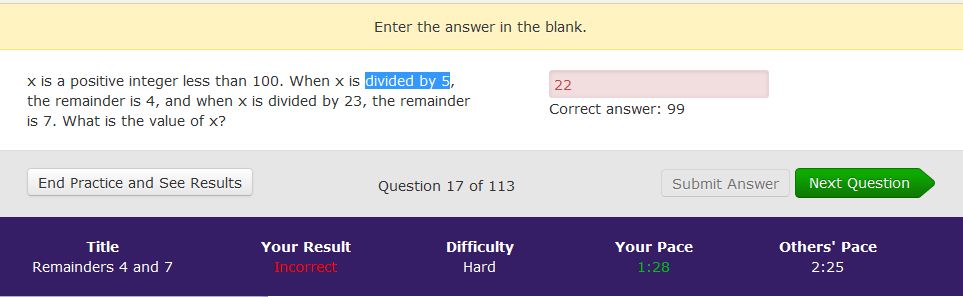 Enter the answer in the blank.
x is a positive integer less than 100. When x is divided by 5,
the remainder is 4, and when x is divided by 23, the remainder
is 7. What is the value of x?
22
Correct answer: 99
End Practice and See Results
Question 17 of 113
Submit Answer
Next Question
Title Your Result Difficulty Your Pace Others' Pace
Remainders 4 and 7 Incorrect Hard 1:28 2:25